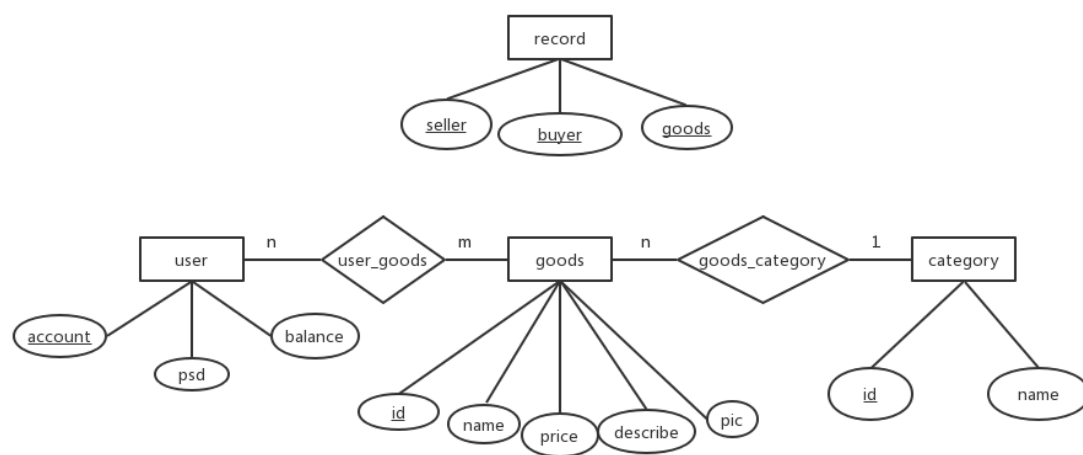 record
seller
buyer
goods
user
n
user_goods
m
goods
n
goods_category
1
category
account
psd
balance
id
name
price
describe
pic
id
name